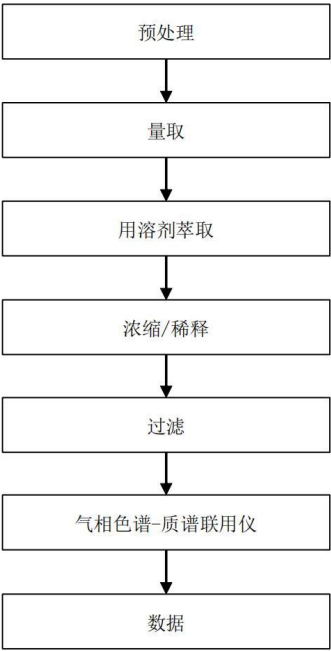 预处理
量取
用溶剂萃取
浓缩/稀释
过滤
气相色谱-质谱联用仪
数据